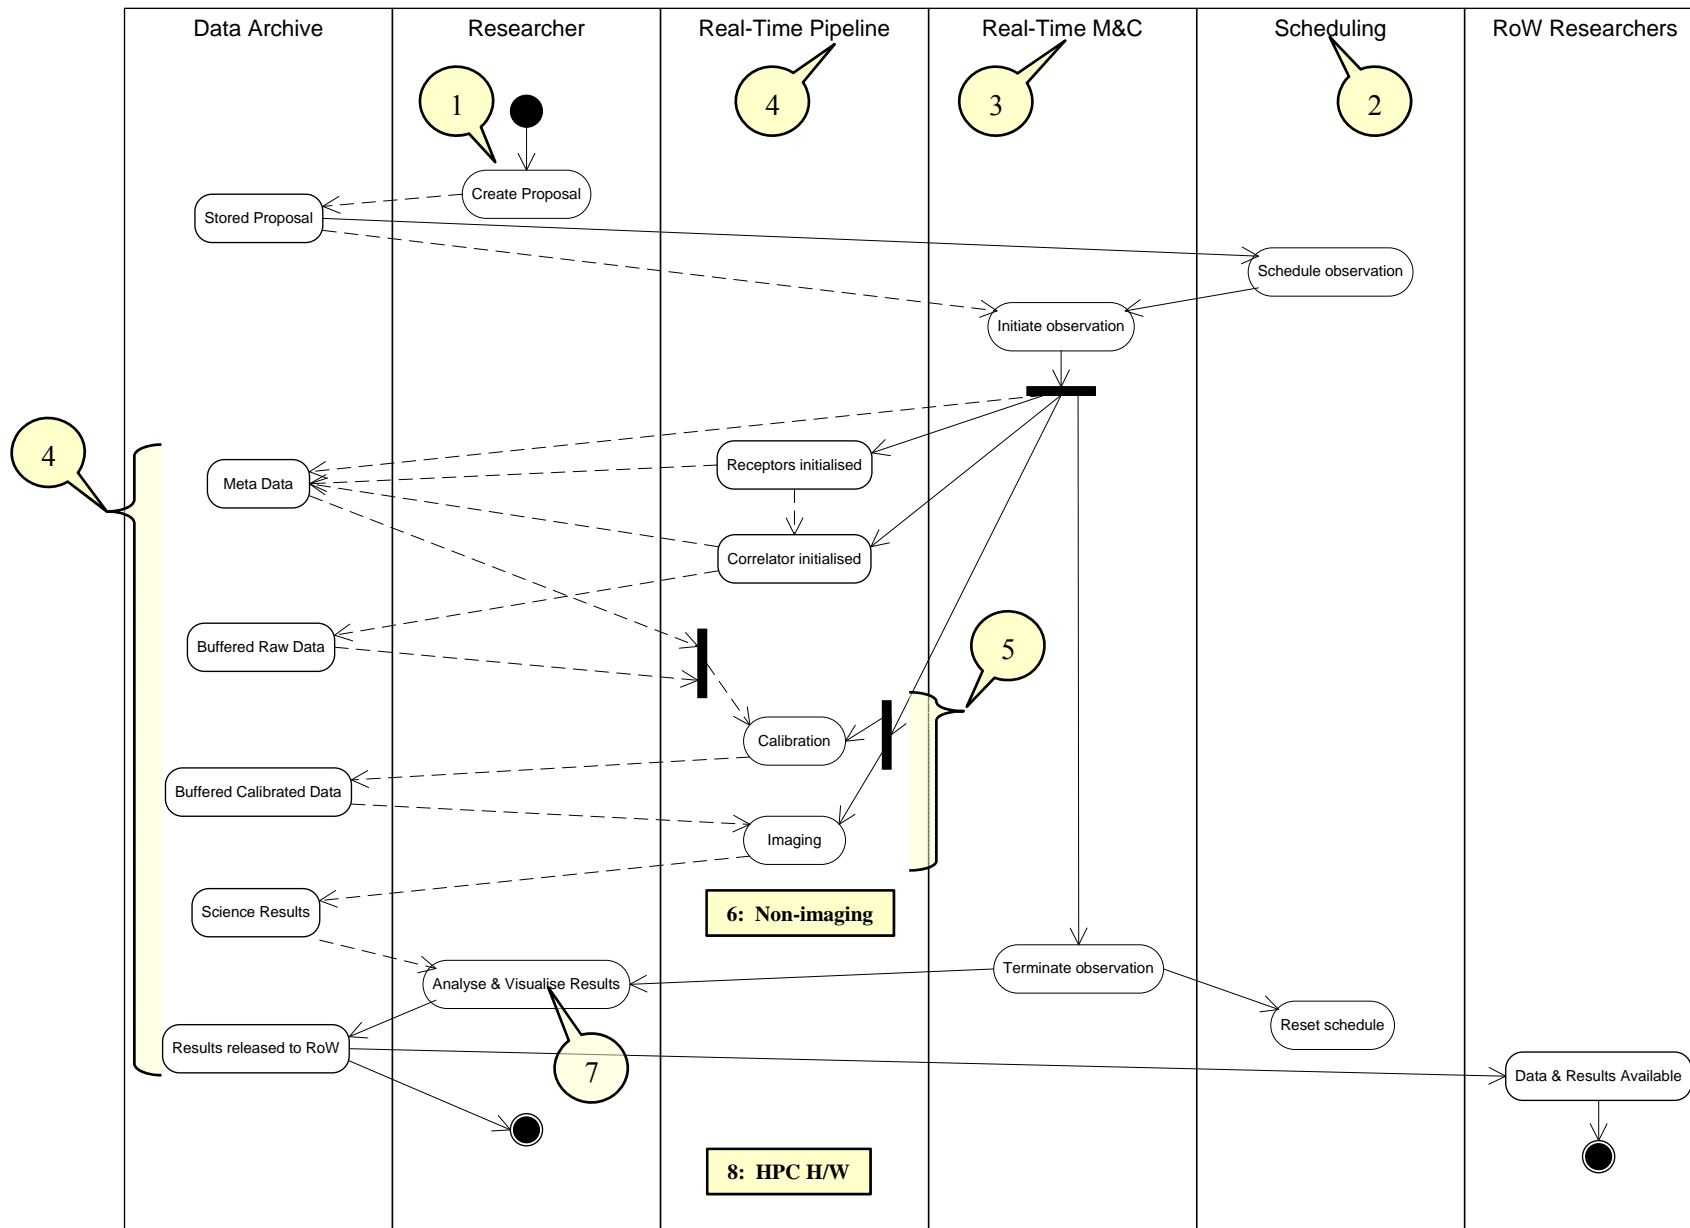 Data Archive
Researcher
Real-Time Pipeline
Real-Time M&C
Scheduling
RoW Researchers
1
4
3
2
Create Proposal
Stored Proposal
Schedule observation
Initiate observation
4
Receptors initialised
Meta Data
Correlator initialised
Buffered Raw Data
5
Calibration
Buffered Calibrated Data
Imaging
Science Results
6: Non-imaging
Terminate observation
Analyse & Visualise Results
Reset schedule
Results released to RoW
7
Data & Results Available
8: HPC H/W